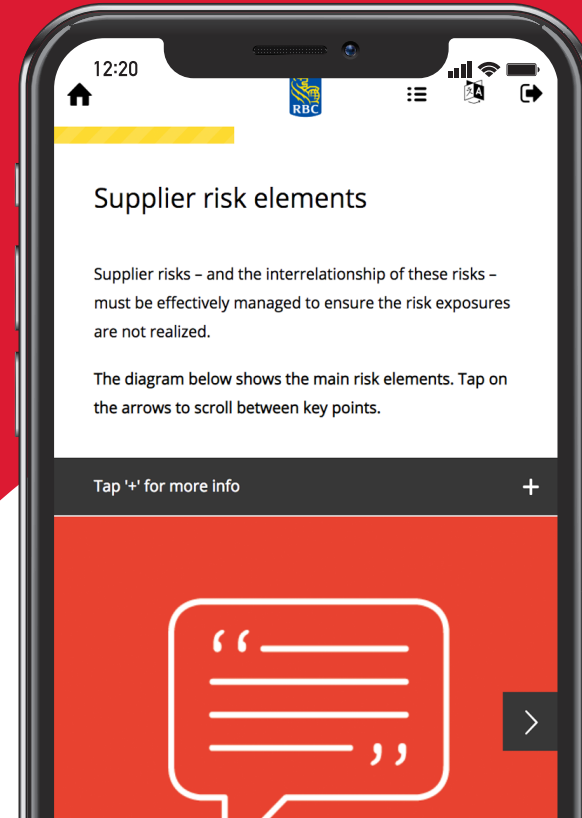 12:20
RBC
Supplier risk elements
Supplier risks – and the interrelationship of these risks –
must be effectively managed to ensure the risk exposures
are not realized.
The diagram below shows the main risk elements. Tap on
the arrows to scroll between key points.
Tap '+' for more info